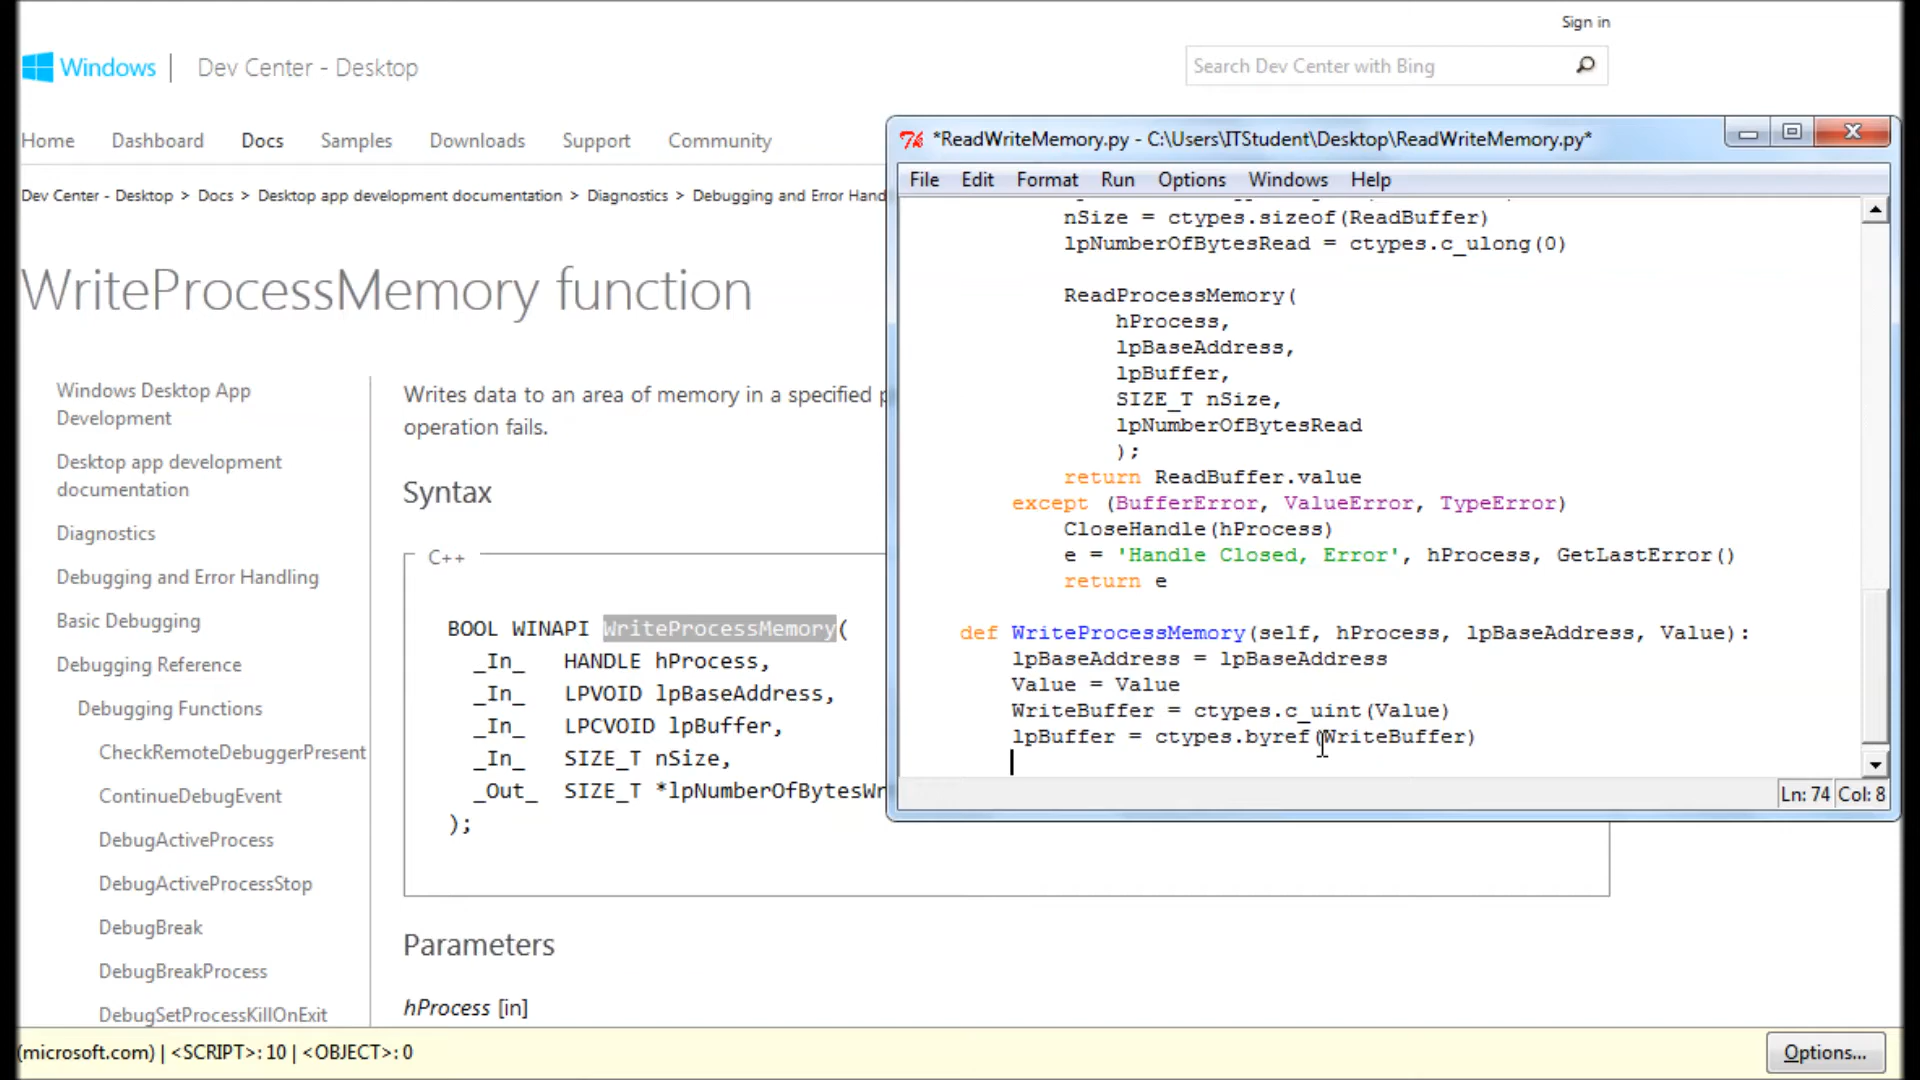 Sign in
Windows | Dev Center - Desktop
Search Dev Center with Bing
Home Dashboard Docs Samples Downloads Support Community
Dev Center - Desktop > Docs > Desktop app development documentation > Diagnostics > Debugging and Error Hand
WriteProcessMemory function
Windows Desktop App
Development
Desktop app development
documentation
Diagnostics
Debugging and Error Handling
Basic Debugging
Debugging Reference
Debugging Functions
CheckRemoteDebuggerPresent
ContinueDebugEvent
DebugActiveProcess
DebugActiveProcessStop
DebugBreak
DebugBreakProcess
DebugSetProcessKillOnExit
Writes data to an area of memory in a specified p
operation fails.
Syntax
C++
BOOL WINAPI WriteProcessMemory(
_In_ HANDLE hProcess,
_In_ LPVOID lpBaseAddress,
_In_ LPCVOID lpBuffer,
_In_ SIZE_T nSize,
_Out_ SIZE_T *lpNumberOfBytesWr
);
Parameters
hProcess [in]
*ReadWriteMemory.py - C:\Users\ITStudent\Desktop\ReadWriteMemory.py*
File Edit Format Run Options Windows Help
nSize = ctypes.sizeof(ReadBuffer)
lpNumberOfBytesRead = ctypes.c_ulong(0)
ReadProcessMemory(
hProcess,
lpBaseAddress,
lpBuffer,
SIZE_T nSize,
lpNumberOfBytesRead
);
return ReadBuffer.value
except (BufferError, ValueError, TypeError)
CloseHandle(hProcess)
e = 'Handle Closed, Error', hProcess, GetLastError()
return e
def WriteProcessMemory(self, hProcess, lpBaseAddress, Value):
lpBaseAddress = lpBaseAddress
Value = Value
WriteBuffer = ctypes.c_uint(Value)
lpBuffer = ctypes.byref(WriteBuffer)
Ln: 74 Col: 8
(microsoft.com) | <SCRIPT>: 10 | <OBJECT>: 0
Options...